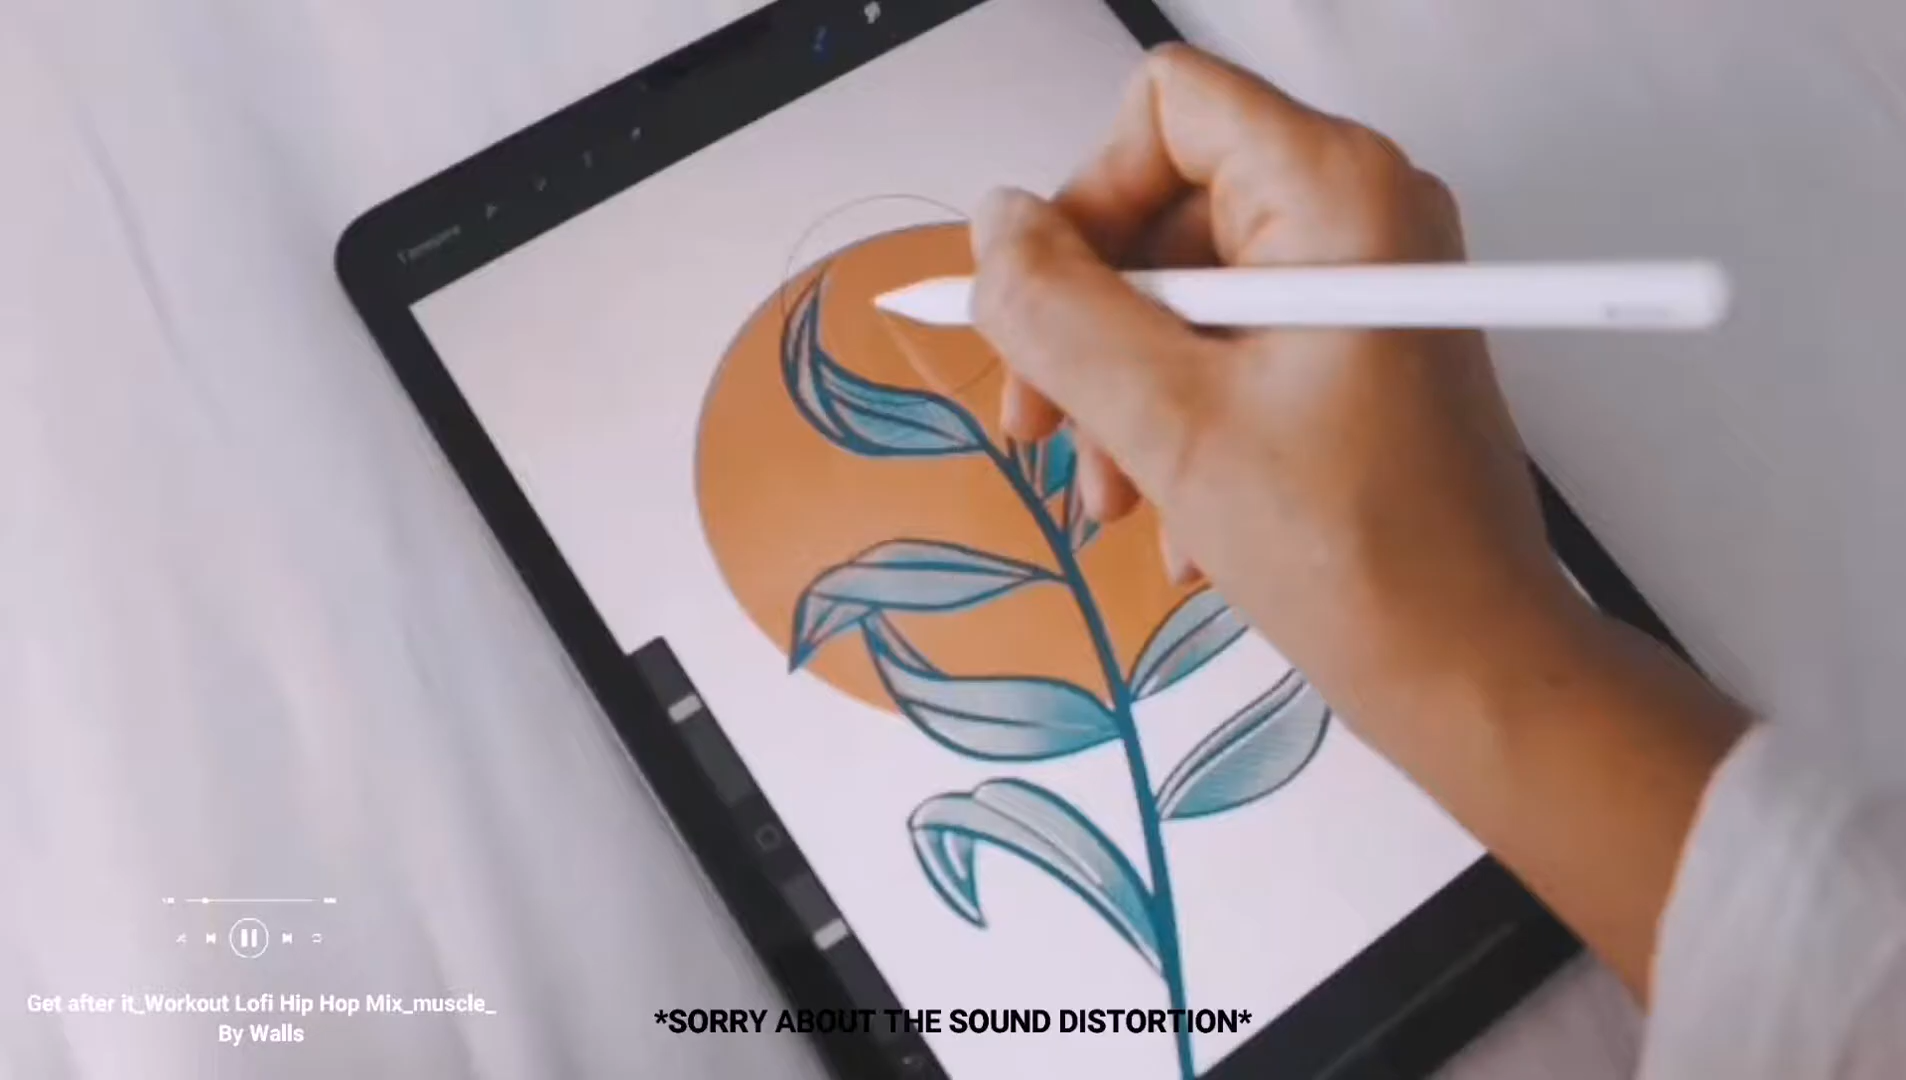 Get after it_Workout Lofi Hip Hop Mix_muscle_
By Walls
*SORRY ABOUT THE SOUND DISTORTION*